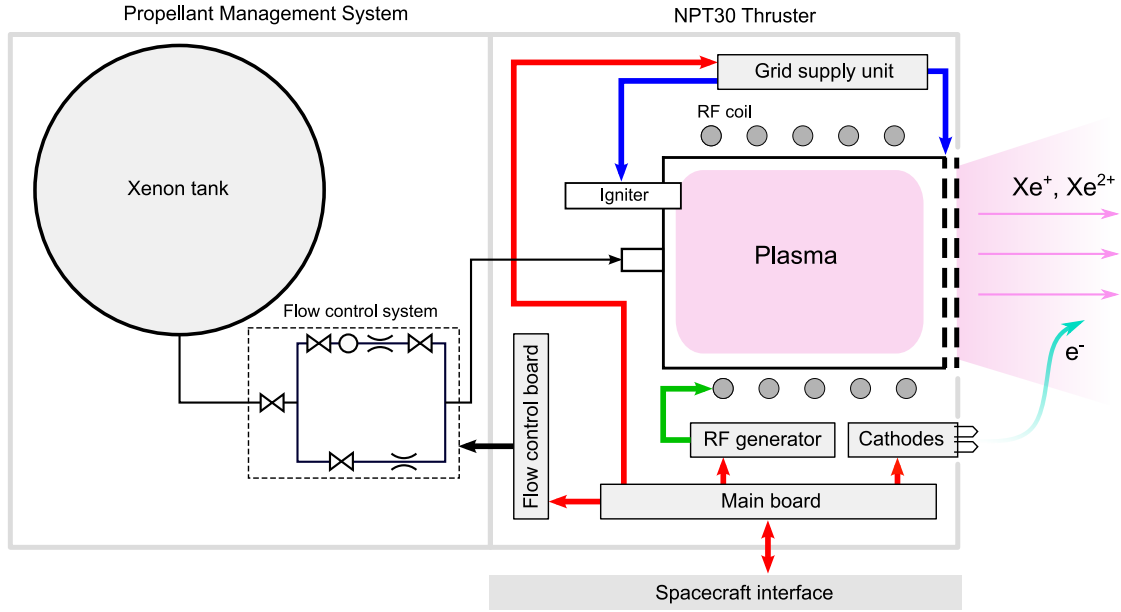 Propellant Management System
NPT30 Thruster
Grid supply unit
RF coil
Xenon tank
Igniter
Xe⁺, Xe²⁺
Plasma
Flow control system
e⁻
Flow control board
RF generator
Cathodes
Main board
Spacecraft interface